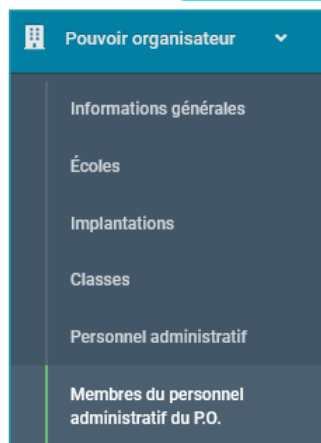 Pouvoir organisateur
Informations générales
Écoles
Implantations
Classes
Personnel administratif
Membres du personnel
administratif du P.O.